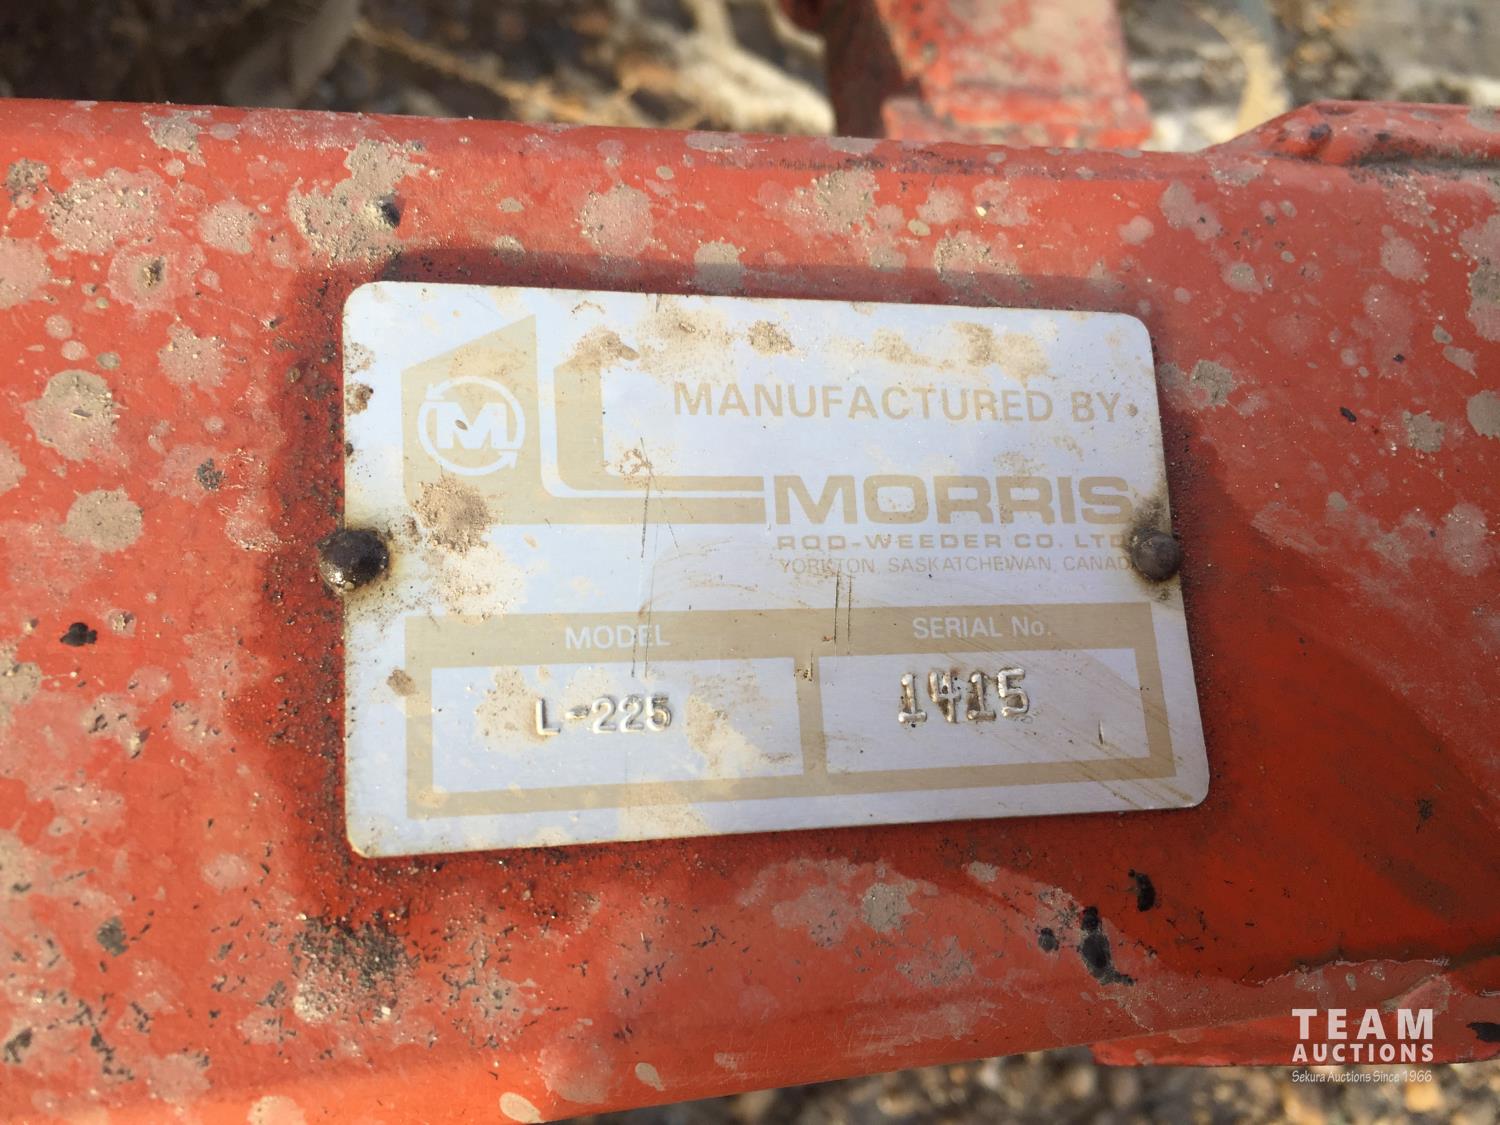 M
MANUFACTURED BY
MORRIS
ROD-WEEDER CO. LTD
YORKTON, SASKATCHEWAN, CANAD
MODEL SERIAL No.
L-225 1415
TEAM
AUCTIONS
Sekura Auctions Since 1966